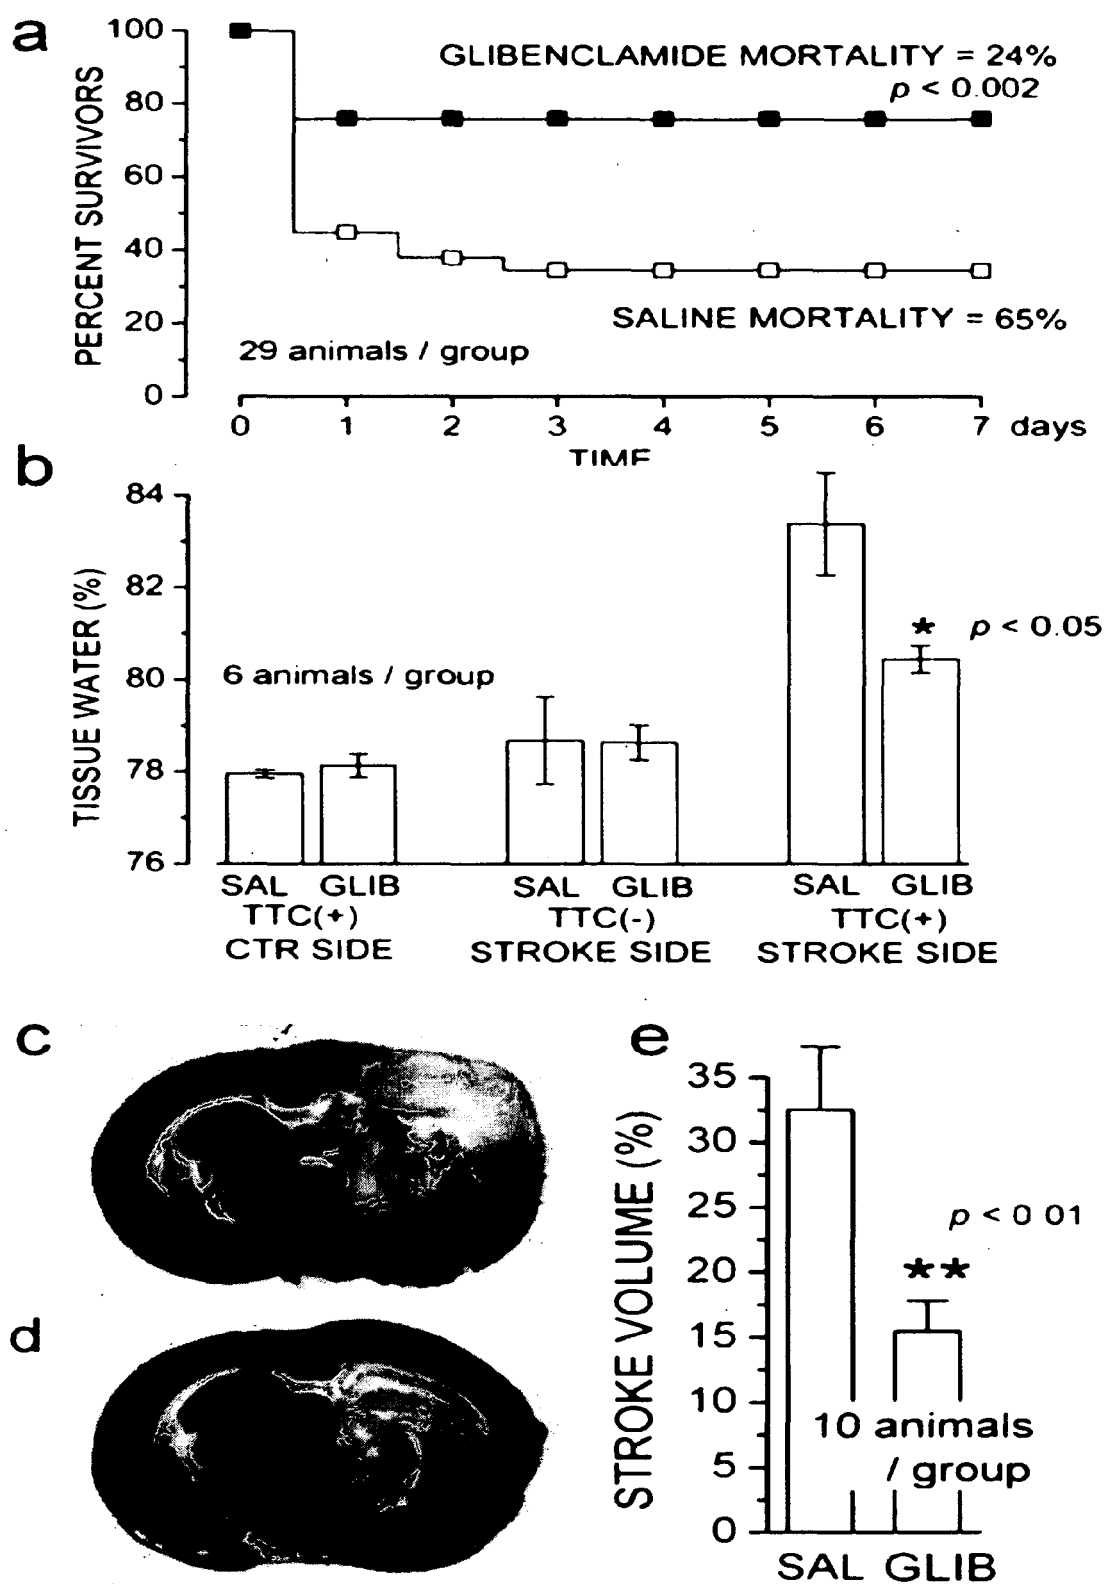 a
100
80
60
40
20
0
PERCENT SURVIVORS
GLIBENCLAMIDE MORTALITY = 24%
p < 0.002
SALINE MORTALITY = 65%
29 animals / group
0 1 2 3 4 5 6 7 days
TIME
b
84
82
80
78
76
TISSUE WATER (%)
6 animals / group
* p < 0.05
SAL GLIB SAL GLIB SAL GLIB
TTC(+) TTC(-) TTC(+)
CTR SIDE STROKE SIDE STROKE SIDE
c
d
e
35
30
25
20
15
10
5
0
STROKE VOLUME (%)
p < 0 01
**
10 animals
/ group
SAL GLIB